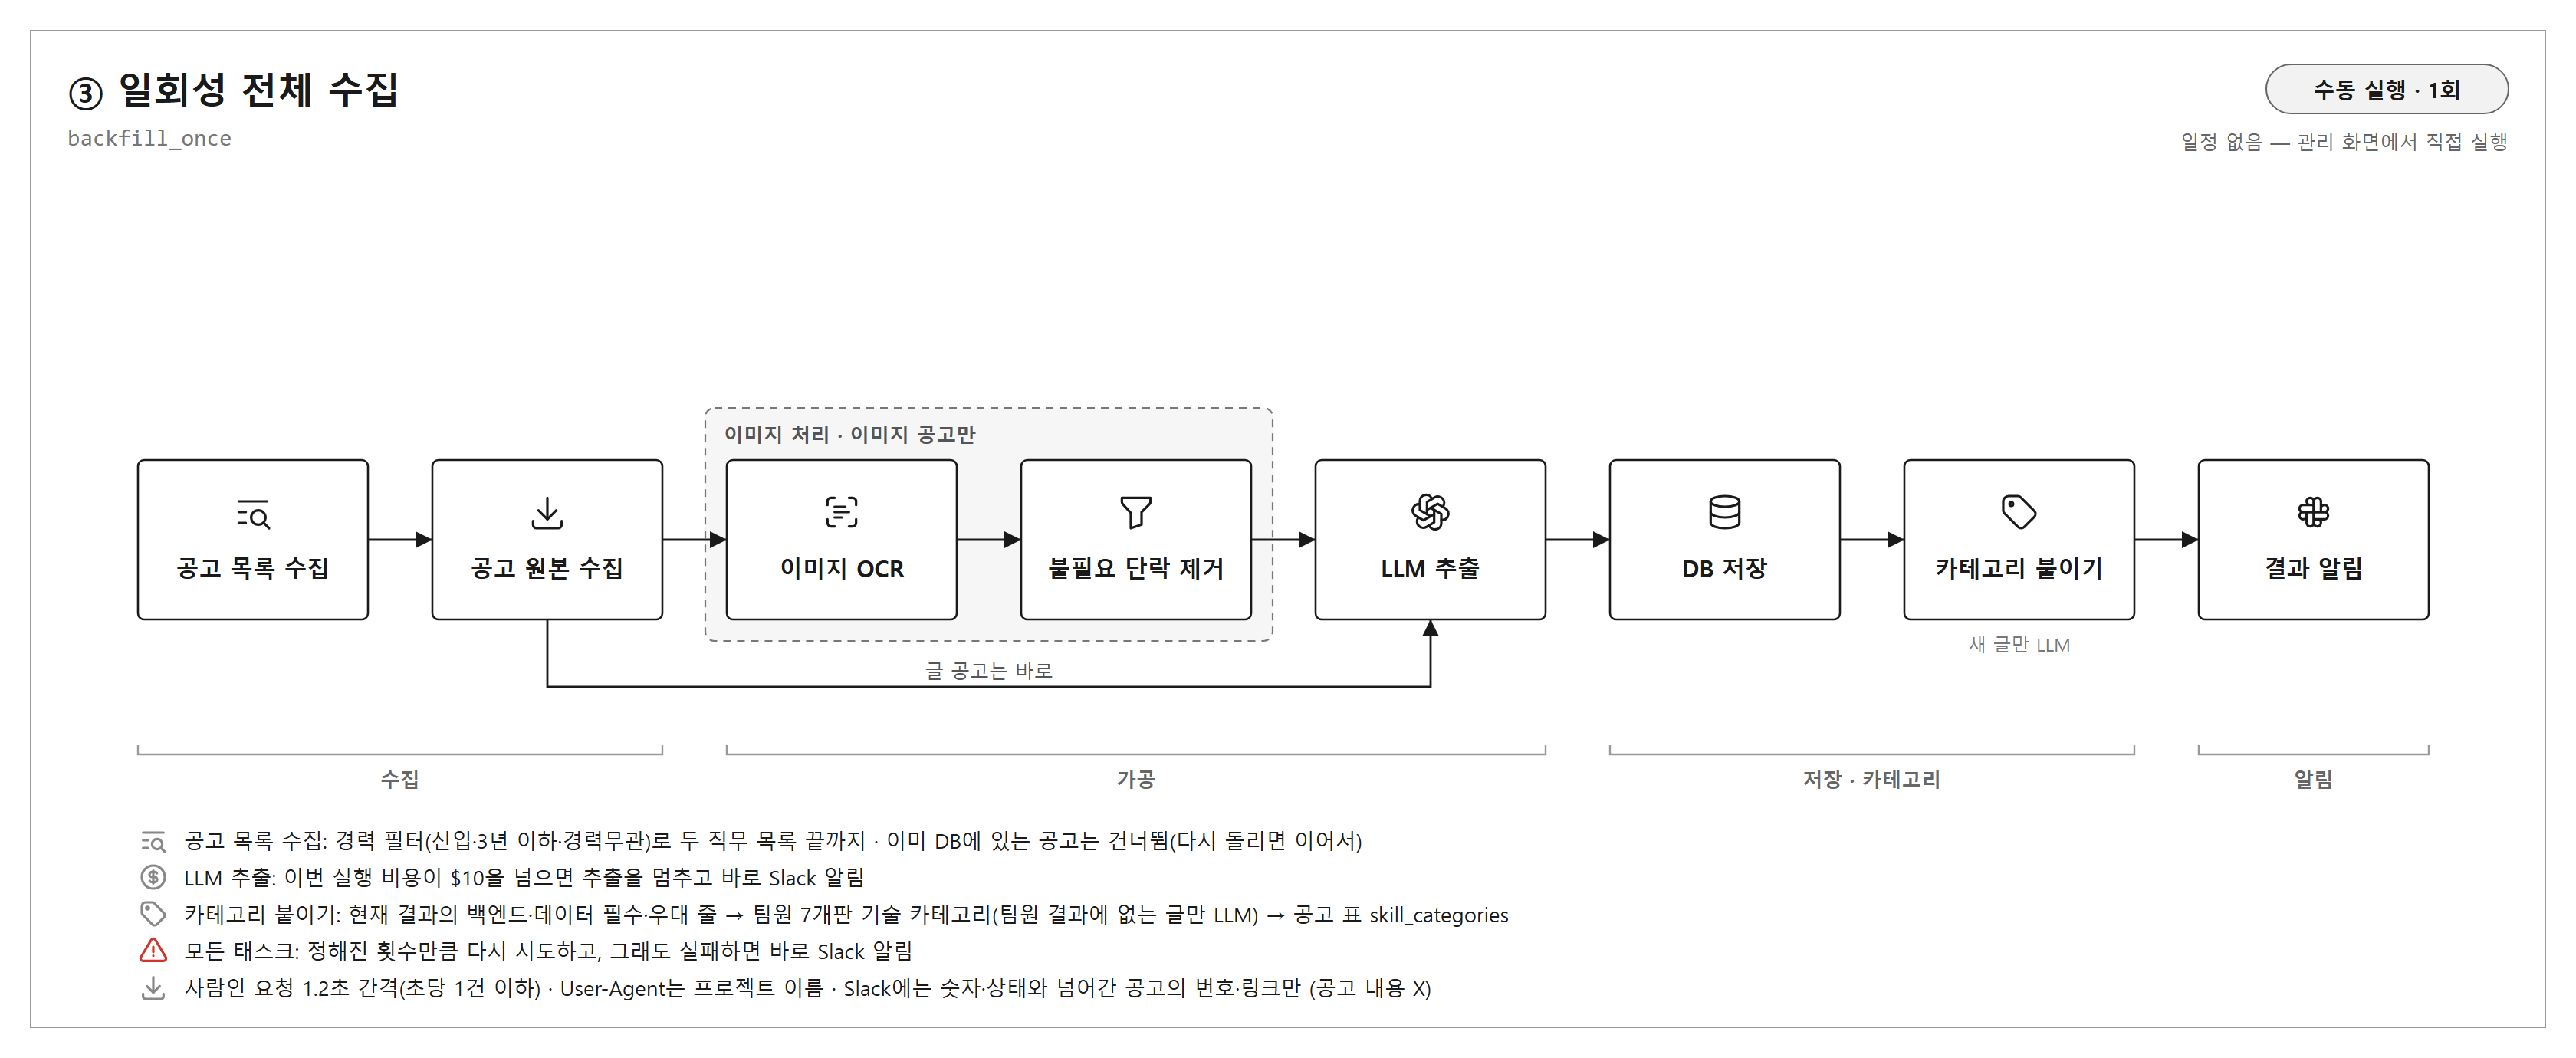 ③ 일회성 전체 수집
수동 실행 · 1회
backfill_once
일정 없음 — 관리 화면에서 직접 실행
이미지 처리 · 이미지 공고만
공고 목록 수집
공고 원본 수집
이미지 OCR
불필요 단락 제거
LLM 추출
DB 저장
카테고리 붙이기
결과 알림
새 글만 LLM
글 공고는 바로
수집
가공
저장 · 카테고리
알림
공고 목록 수집: 경력 필터(신입·3년 이하·경력무관)로 두 직무 목록 끝까지 · 이미 DB에 있는 공고는 건너뜀(다시 돌리면 이어서)
LLM 추출: 이번 실행 비용이 $10을 넘으면 추출을 멈추고 바로 Slack 알림
카테고리 붙이기: 현재 결과의 백엔드·데이터 필수·우대 줄 → 팀원 7개판 기술 카테고리(팀원 결과에 없는 글만 LLM) → 공고 표 skill_categories
모든 태스크: 정해진 횟수만큼 다시 시도하고, 그래도 실패하면 바로 Slack 알림
사람인 요청 1.2초 간격(초당 1건 이하) · User-Agent는 프로젝트 이름 · Slack에는 숫자·상태와 넘어간 공고의 번호·링크만 (공고 내용 X)